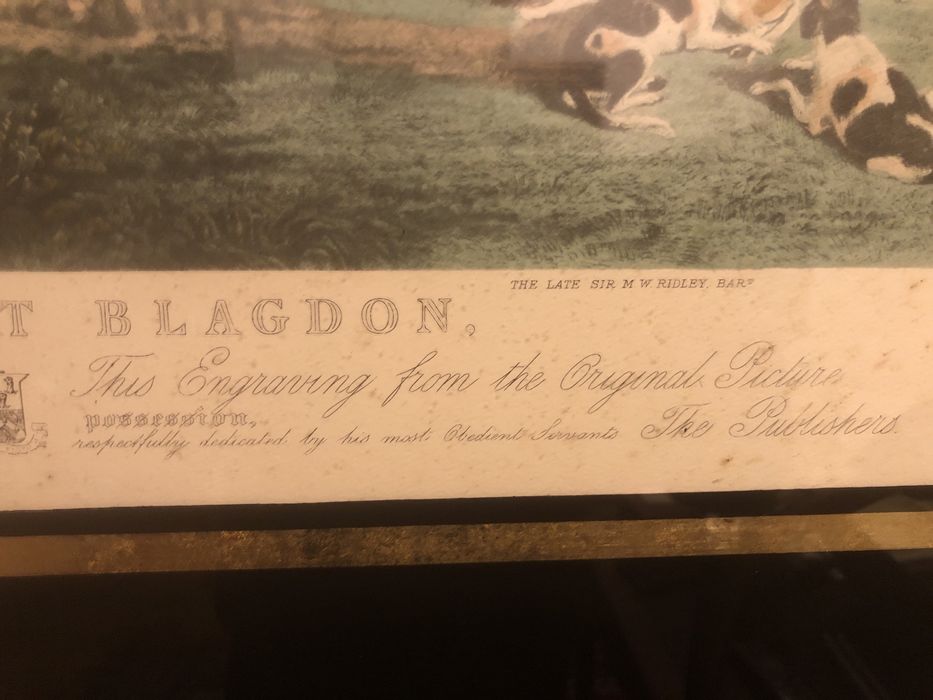 THE LATE SIR M W RIDLEY, BART
T BLAGDON,
This Engraving from the Original Picture
possession,
respectfully dedicated by his most Obedient Servants The Publishers